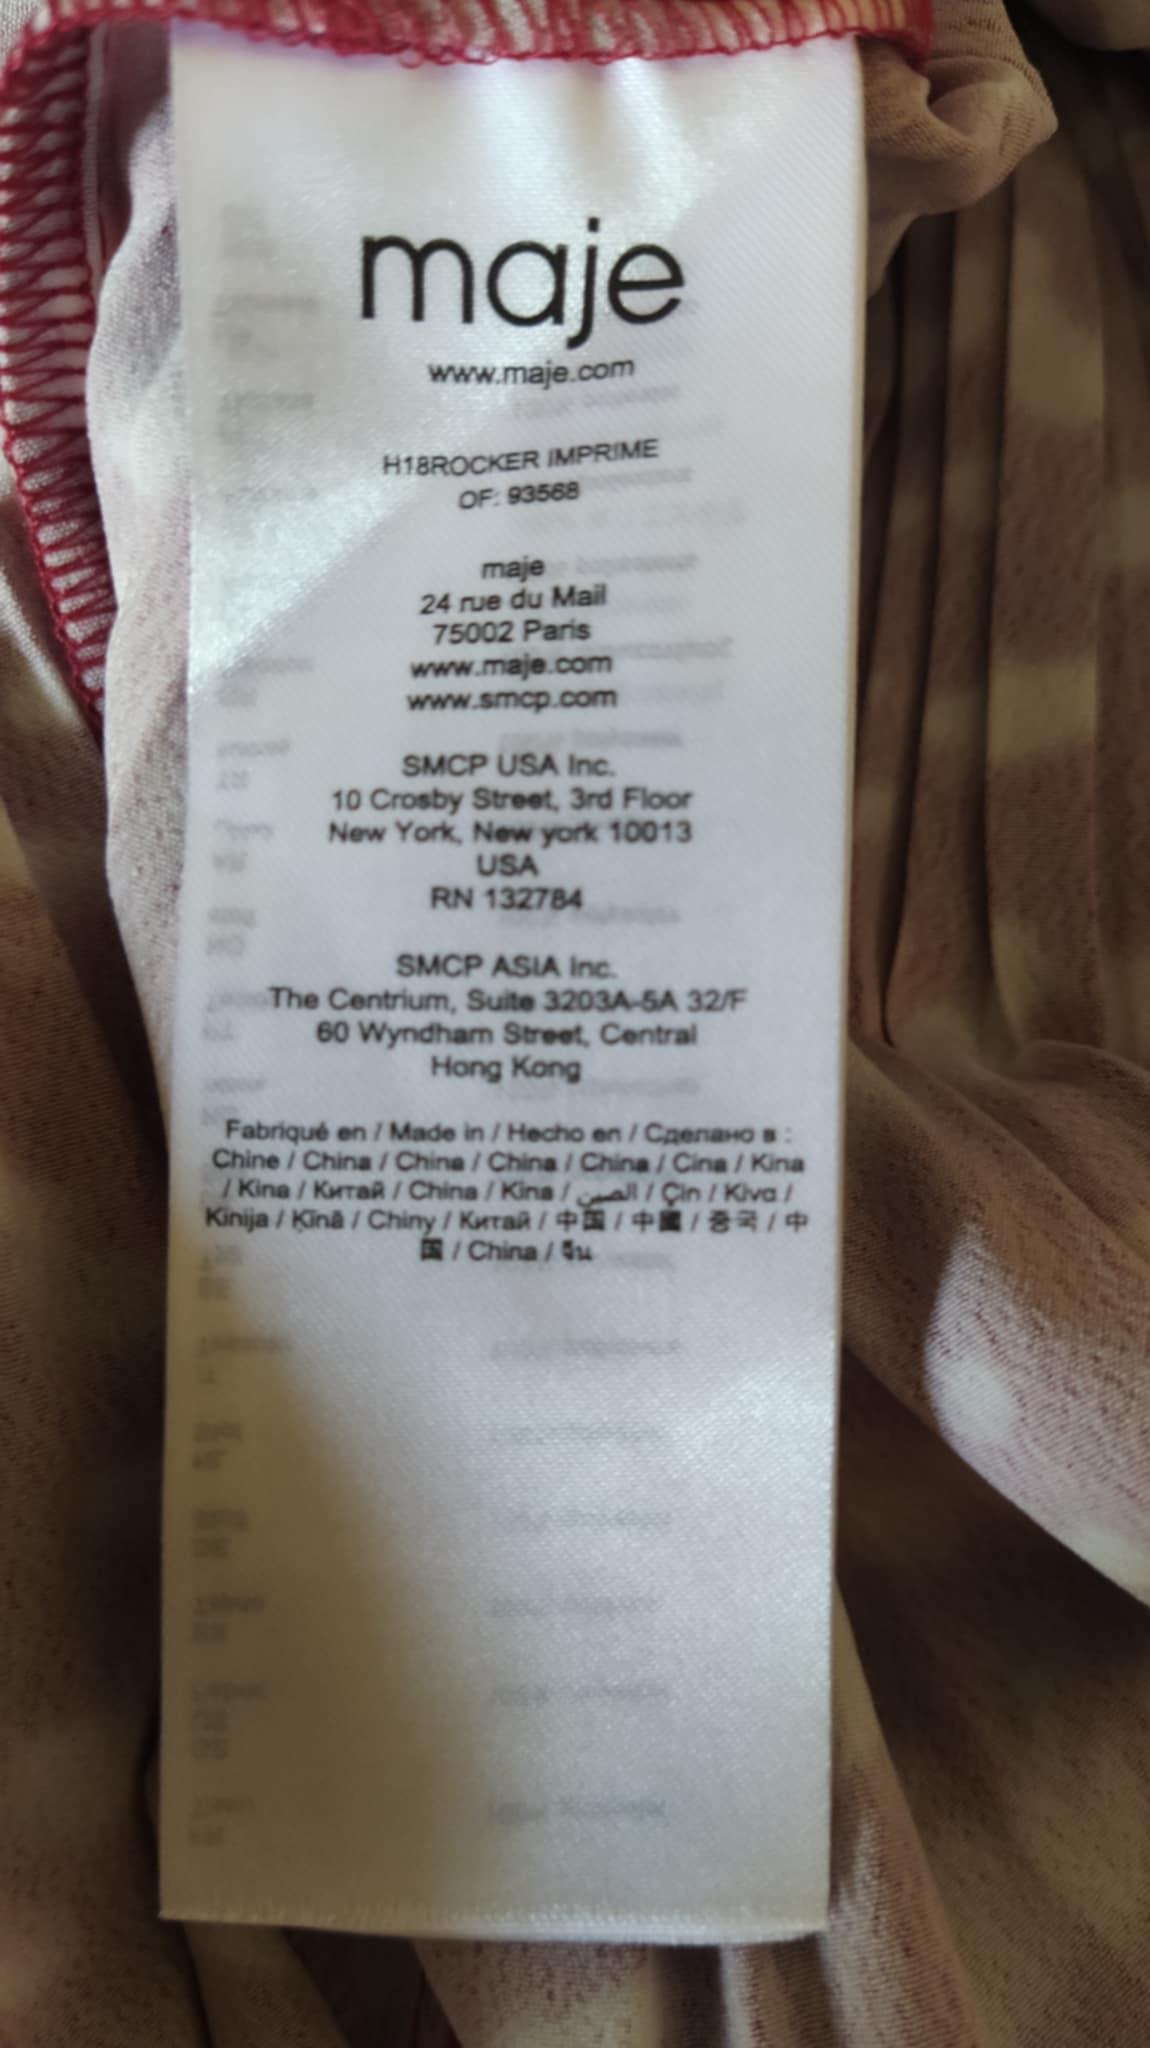 maje
www.maje.com
H18ROCKER IMPRIME
OF: 93568
maje
24 rue du Mail
75002 Paris
www.maje.com
www.smcp.com
SMCP USA Inc.
10 Crosby Street, 3rd Floor
New York, New york 10013
USA
RN 132784
SMCP ASIA Inc.
The Centrium, Suite 3203A-5A 32/F
60 Wyndham Street, Central
Hong Kong
Fabriqué en / Made in / Hecho en / Сделано в :
Chine / China / China / China / China / Cina / Kina
/ Kina / Китай / China / Kina / الصين / Çin / Kiva /
Kinija / Ķīnā / Chiny / Китай / 中国 / 中國 / 중국 / 中
国 / China / จีน